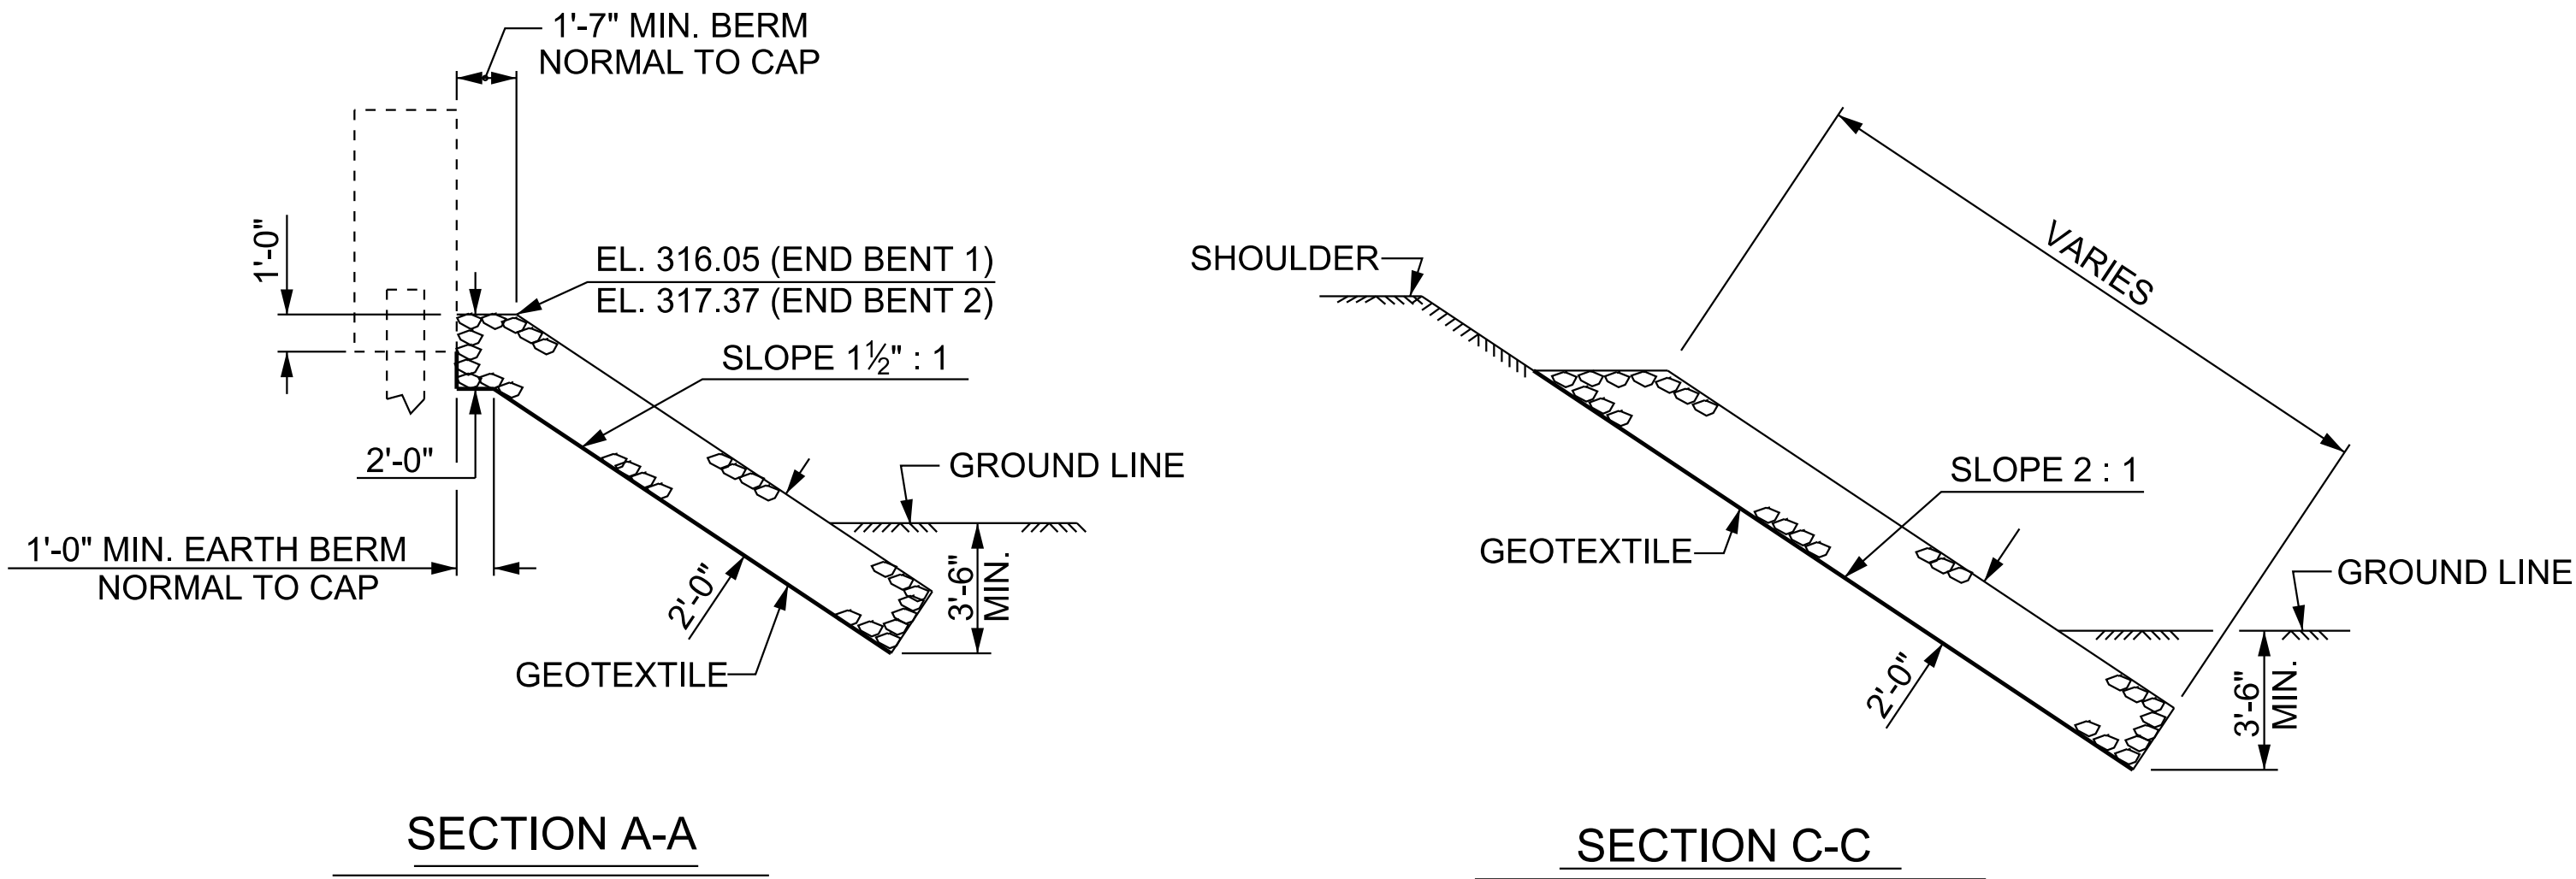 1'-7" MIN. BERM
NORMAL TO CAP
1'-0"
EL. 316.05 (END BENT 1)
EL. 317.37 (END BENT 2)
SLOPE 1½" : 1
2'-0"
GROUND LINE
1'-0" MIN. EARTH BERM
NORMAL TO CAP
2'-0"
3'-6"
MIN.
GEOTEXTILE
SECTION A-A
SHOULDER
VARIES
SLOPE 2 : 1
GEOTEXTILE
GROUND LINE
2'-0"
3'-6"
MIN.
SECTION C-C